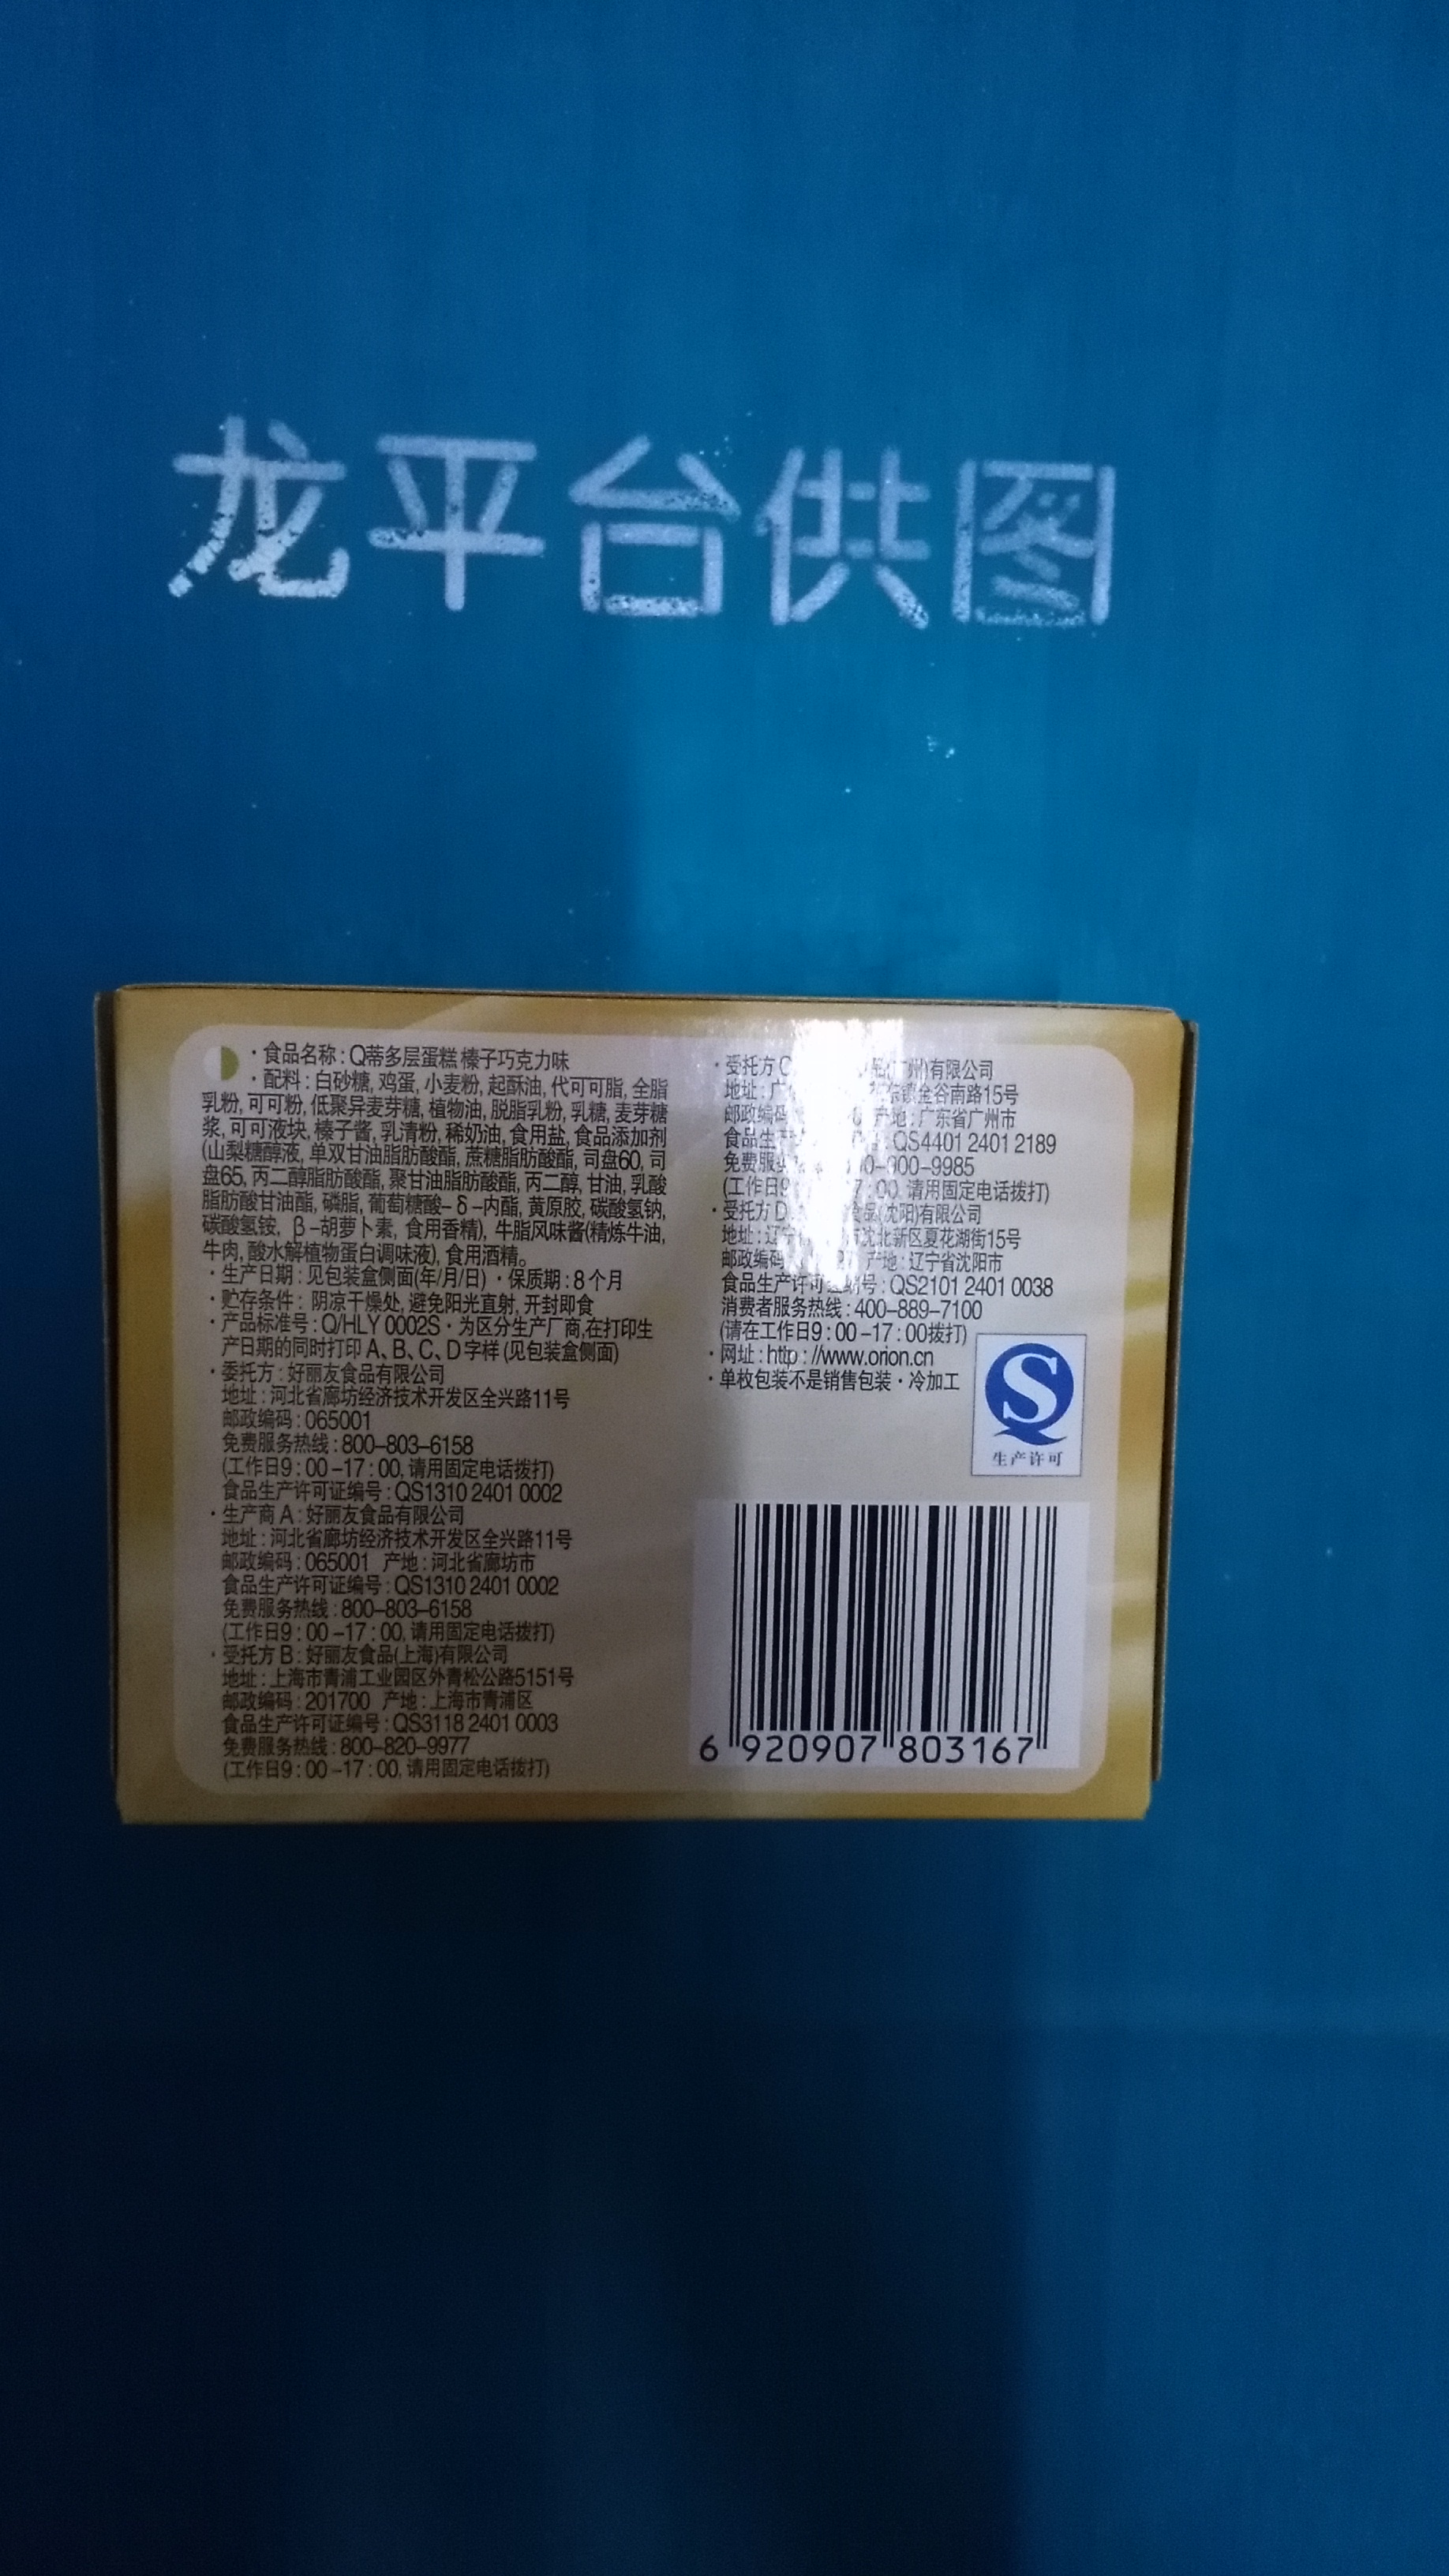 龙平台供图
·食品名称:Q蒂多层蛋糕 榛子巧克力味
·配料:白砂糖, 鸡蛋, 小麦粉, 起酥油, 代可可脂, 全脂
乳粉, 可可粉, 低聚异麦芽糖, 植物油, 脱脂乳粉, 乳糖, 麦芽糖
浆, 可可液块, 榛子酱, 乳清粉, 稀奶油, 食用盐, 食品添加剂
(山梨糖醇液, 单双甘油脂肪酸酯, 蔗糖脂肪酸酯, 司盘60, 司
盘65, 丙二醇脂肪酸酯, 聚甘油脂肪酸酯, 丙二醇, 甘油, 乳酸
脂肪酸甘油酯, 磷脂, 葡萄糖酸-δ-内酯, 黄原胶, 碳酸氢钠,
碳酸氢铵, β-胡萝卜素, 食用香精), 牛脂风味酱(精炼牛油,
牛肉, 酸水解植物蛋白调味液), 食用酒精。
·生产日期:见包装盒侧面(年/月/日)·保质期:8个月
·贮存条件: 阴凉干燥处, 避免阳光直射, 开封即食
·产品标准号:Q/HLY 0002S·为区分生产厂商,在打印生
产日期的同时打印 A、B、C、D字样 (见包装盒侧面)
·委托方:好丽友食品有限公司
地址:河北省廊坊经济技术开发区全兴路11号
邮政编码:065001
免费服务热线:800-803-6158
(工作日9:00-17:00, 请用固定电话拨打)
食品生产许可证编号:QS1310 2401 0002
·生产商 A:好丽友食品有限公司
地址:河北省廊坊经济技术开发区全兴路11号
邮政编码:065001 产地:河北省廊坊市
食品生产许可证编号:QS1310 2401 0002
免费服务热线:800-803-6158
(工作日9:00-17:00, 请用固定电话拨打)
·受托方 B:好丽友食品(上海)有限公司
地址:上海市青浦工业园区外青松公路5151号
邮政编码:201700 产地:上海市青浦区
食品生产许可证编号:QS3118 2401 0003
免费服务热线:800-820-9977
(工作日9:00-17:00, 请用固定电话拨打)
·受托方 州)有限公司
地址: 镇金谷南路15号
邮政编码 产地:广东省广州市
食品生产 QS4401 2401 2189
免费服务 -9985
(工作日9 :00, 请用固定电话拨打)
·受托方 D 食品(沈阳)有限公司
地址:辽宁 沈北新区夏花湖街15号
邮政编码 产地:辽宁省沈阳市
食品生产许可证编号:QS2101 2401 0038
消费者服务热线:400-889-7100
(请在工作日9:00-17:00拨打)
·网址:http://www.orion.cn
·单枚包装不是销售包装·冷加工
生产许可
6 920907 803167